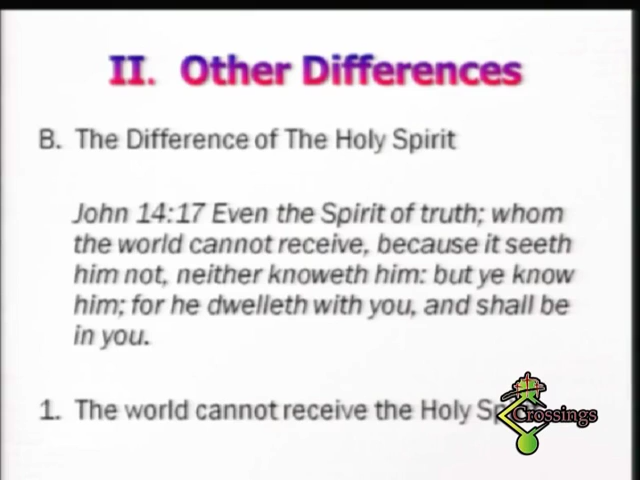 II. Other Differences
B. The Difference of The Holy Spirit
John 14:17 Even the Spirit of truth; whom
the world cannot receive, because it seeth
him not, neither knoweth him: but ye know
him; for he dwelleth with you, and shall be
in you.
1. The world cannot receive the Holy
Crossings